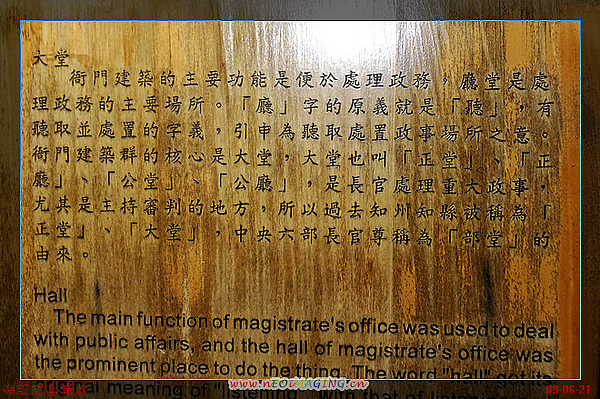 大堂
衙門建築的主要功能是便於處理政務，廳堂是處
理政務的主要場所。「廳」字的原義就是「聽」，有
聽取並處置的字義，引申為聽取處置政事場所之意。
衙門建築群的核心是大堂，大堂也叫「正堂」、「正
廳」、「公堂」、「公廳」，是長官處理重大政事，
尤其是主持審判的地方，所以過去知州知縣被稱為「
正堂」、「大堂」，中央六部長官尊稱為「部堂」的
由來。
Hall
The main function of magistrate's office was used to deal
with public affairs, and the hall of magistrate's office was
the prominent place to do the thing. The word "hall" got its
original meaning of "listening"
www.nEOiMAGING.cn
09-06-21